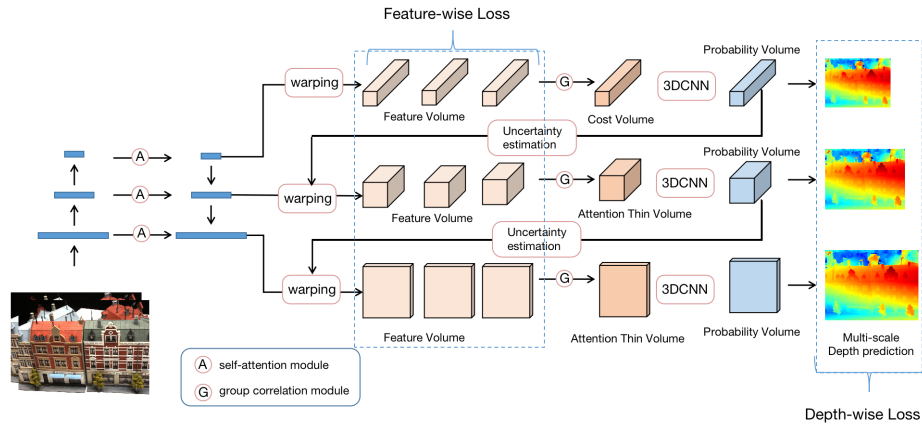 Feature-wise Loss
Probability Volume
warping
G
3DCNN
Feature Volume
Cost Volume
Uncertainty
estimation
A
Probability Volume
A
warping
G
3DCNN
Feature Volume
Attention Thin Volume
A
Uncertainty
estimation
warping
G
3DCNN
Feature Volume
Attention Thin Volume
Probability Volume
Multi-scale
Depth prediction
A self-attention module
G group correlation module
Depth-wise Loss